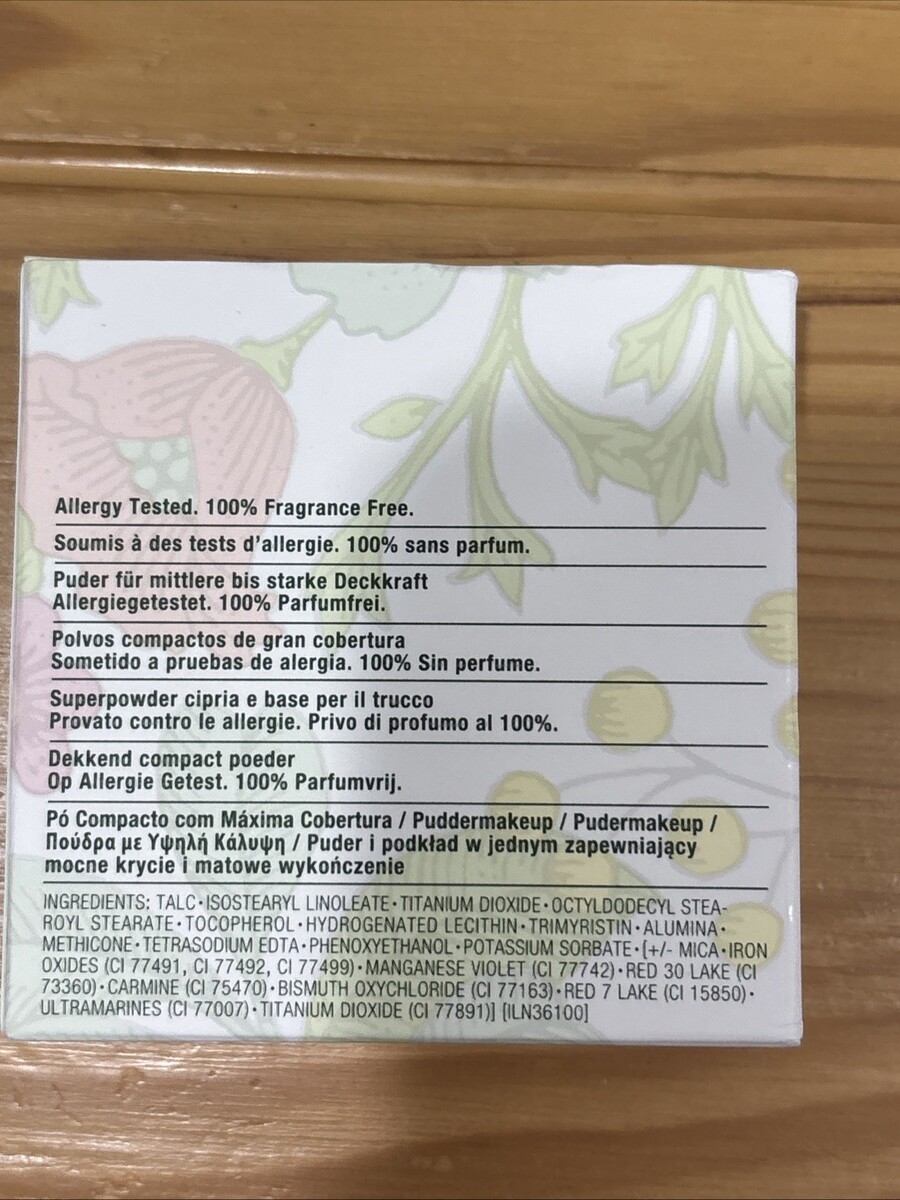 Allergy Tested. 100% Fragrance Free.
Soumis à des tests d'allergie. 100% sans parfum.
Puder für mittlere bis starke Deckkraft
Allergiegetestet. 100% Parfumfrei.
Polvos compactos de gran cobertura
Sometido a pruebas de alergia. 100% Sin perfume.
Superpowder cipria e base per il trucco
Provato contro le allergie. Privo di profumo al 100%.
Dekkend compact poeder
Op Allergie Getest. 100% Parfumvrij.
Pó Compacto com Máxima Cobertura / Puddermakeup / Pudermakeup /
Πούδρα με Υψηλή Κάλυψη / Puder i podkład w jednym zapewniający
mocne krycie i matowe wykończenie
INGREDIENTS: TALC•ISOSTEARYL LINOLEATE•TITANIUM DIOXIDE•OCTYLDODECYL STEA-
ROYL STEARATE•TOCOPHEROL•HYDROGENATED LECITHIN•TRIMYRISTIN•ALUMINA•
METHICONE•TETRASODIUM EDTA•PHENOXYETHANOL•POTASSIUM SORBATE•[+/- MICA•IRON
OXIDES (CI 77491, CI 77492, CI 77499)•MANGANESE VIOLET (CI 77742)•RED 30 LAKE (CI
73360)•CARMINE (CI 75470)•BISMUTH OXYCHLORIDE (CI 77163)•RED 7 LAKE (CI 15850)•
ULTRAMARINES (CI 77007)•TITANIUM DIOXIDE (CI 77891)] [ILN36100]